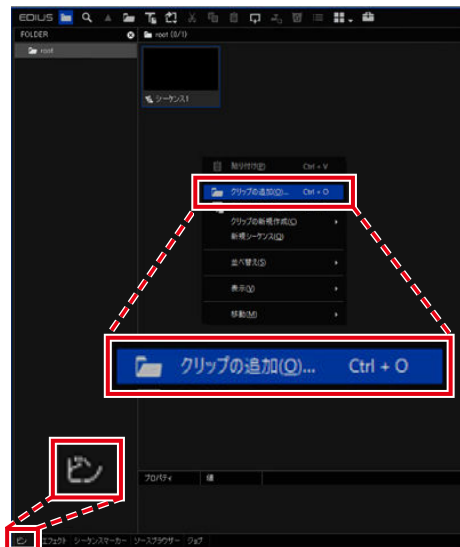 EDIUS
FOLDER
root (0/1)
root
シーケンス1
貼り付け(P) Ctrl + V
クリップの追加(O)... Ctrl + O
クリップの新規作成(C)
新規シーケンス(Q)
並べ替え(S)
表示(V)
移動(M)
クリップの追加(O)... Ctrl + O
ビン
プロパティ 値
ビン エフェクト シーケンスマーカー ソースブラウザー ジョブ